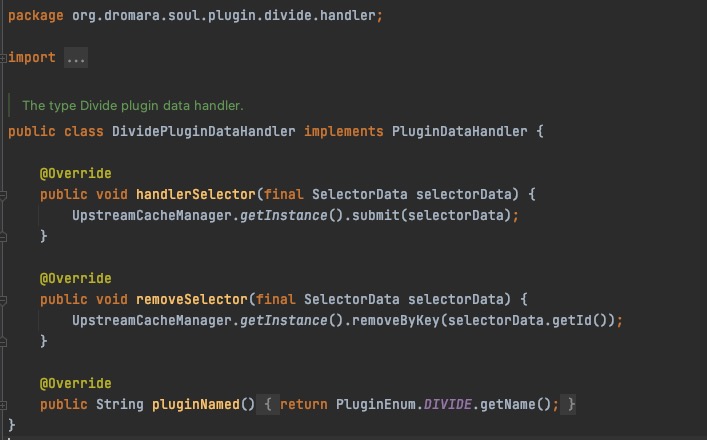 package org.dromara.soul.plugin.divide.handler;
import ...
The type Divide plugin data handler.
public class DividePluginDataHandler implements PluginDataHandler {
@Override
public void handlerSelector(final SelectorData selectorData) {
UpstreamCacheManager.getInstance().submit(selectorData);
}
@Override
public void removeSelector(final SelectorData selectorData) {
UpstreamCacheManager.getInstance().removeByKey(selectorData.getId());
}
@Override
public String pluginNamed() { return PluginEnum.DIVIDE.getName(); }
}